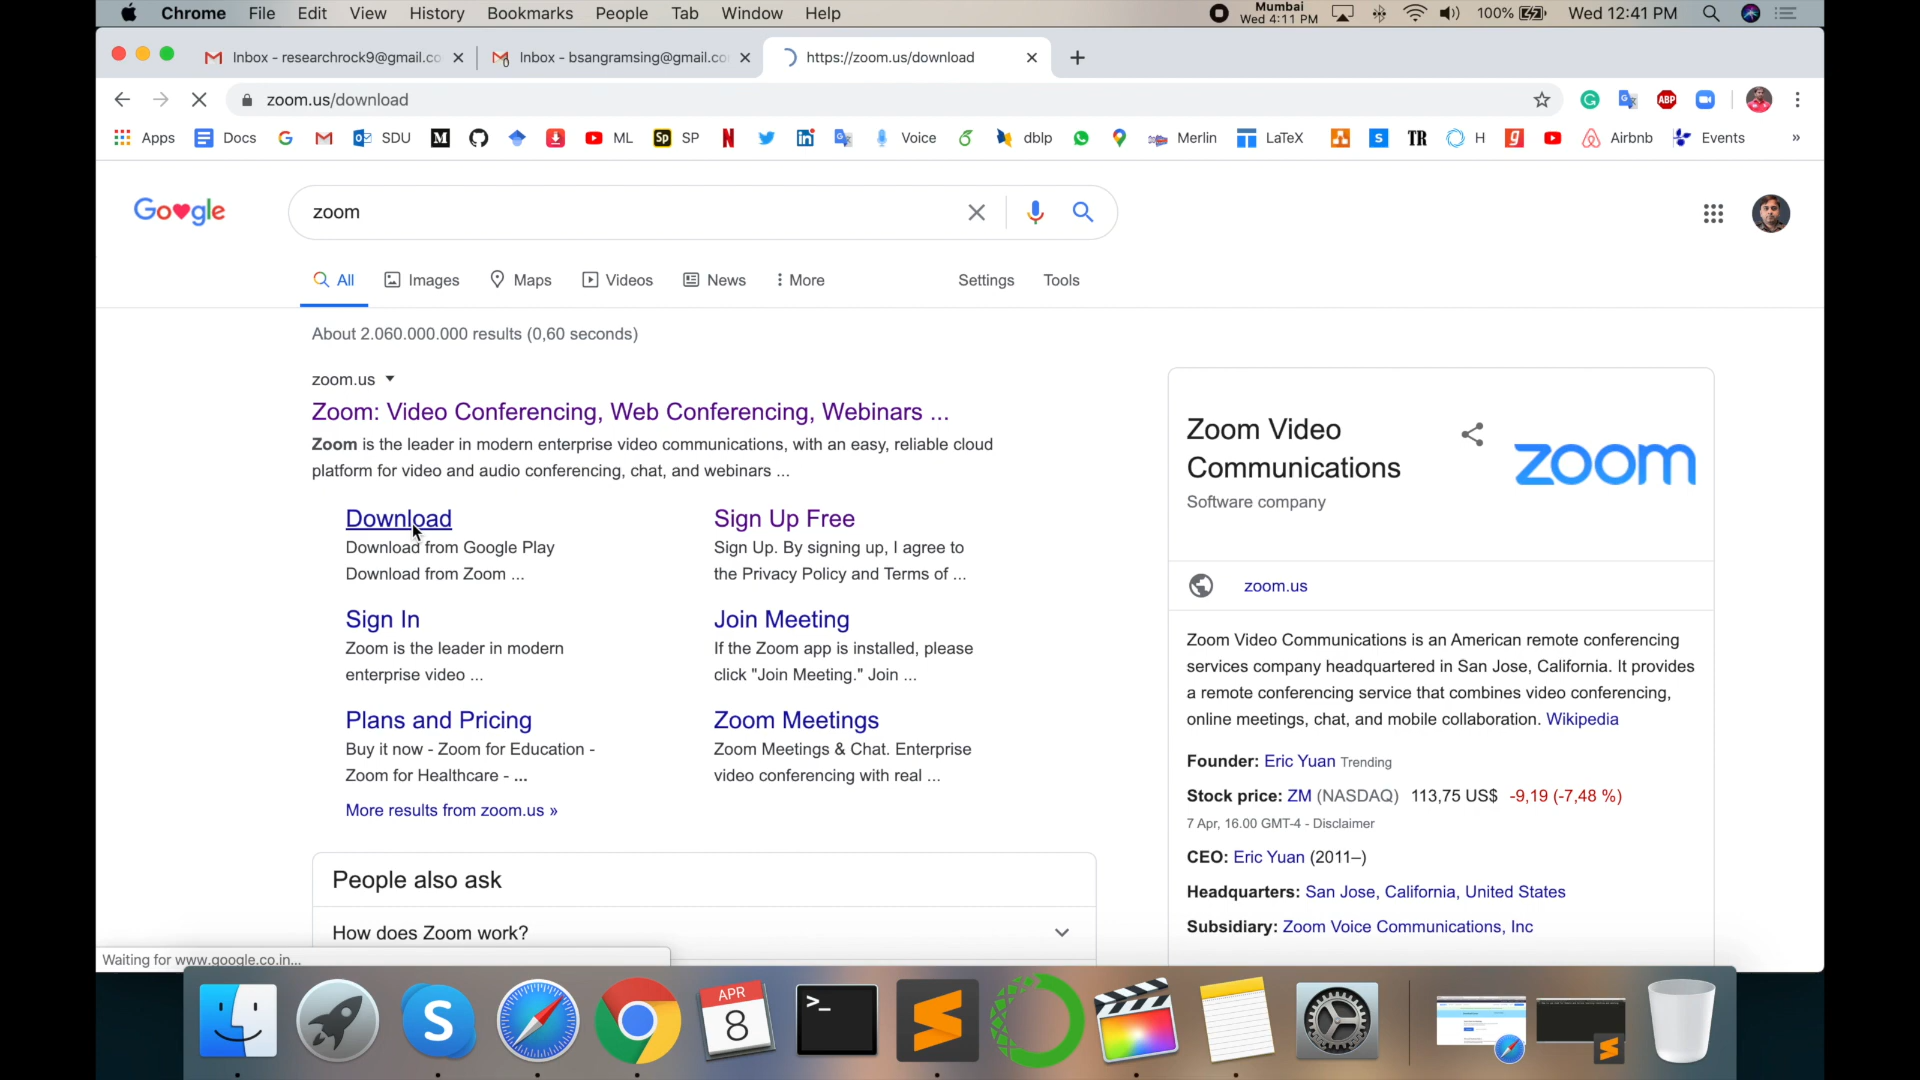 Chrome File Edit View History Bookmarks People Tab Window Help
Mumbai
Wed 4:11 PM 100% Wed 12:41 PM
Inbox - researchrock9@gmail.co Inbox - bsangramsing@gmail.co https://zoom.us/download
zoom.us/download
ABP
Apps Docs SDU M ML Sp SP N Voice dblp Merlin LaTeX S TR H g Airbnb Events »
Google zoom
All Images Maps Videos News More Settings Tools
About 2.060.000.000 results (0,60 seconds)
zoom.us
Zoom: Video Conferencing, Web Conferencing, Webinars ...
Zoom is the leader in modern enterprise video communications, with an easy, reliable cloud
platform for video and audio conferencing, chat, and webinars ...
Download
Download from Google Play
Download from Zoom ...
Sign Up Free
Sign Up. By signing up, I agree to
the Privacy Policy and Terms of ...
Sign In
Zoom is the leader in modern
enterprise video ...
Join Meeting
If the Zoom app is installed, please
click "Join Meeting." Join ...
Plans and Pricing
Buy it now - Zoom for Education -
Zoom for Healthcare - ...
Zoom Meetings
Zoom Meetings & Chat. Enterprise
video conferencing with real ...
More results from zoom.us »
People also ask
How does Zoom work?
Zoom Video
Communications
Software company
zoom
zoom.us
Zoom Video Communications is an American remote conferencing
services company headquartered in San Jose, California. It provides
a remote conferencing service that combines video conferencing,
online meetings, chat, and mobile collaboration. Wikipedia
Founder: Eric Yuan Trending
Stock price: ZM (NASDAQ) 113,75 US$ -9,19 (-7,48 %)
7 Apr, 16.00 GMT-4 - Disclaimer
CEO: Eric Yuan (2011–)
Headquarters: San Jose, California, United States
Subsidiary: Zoom Voice Communications, Inc
Waiting for www.google.co.in...
S
APR
8
>_